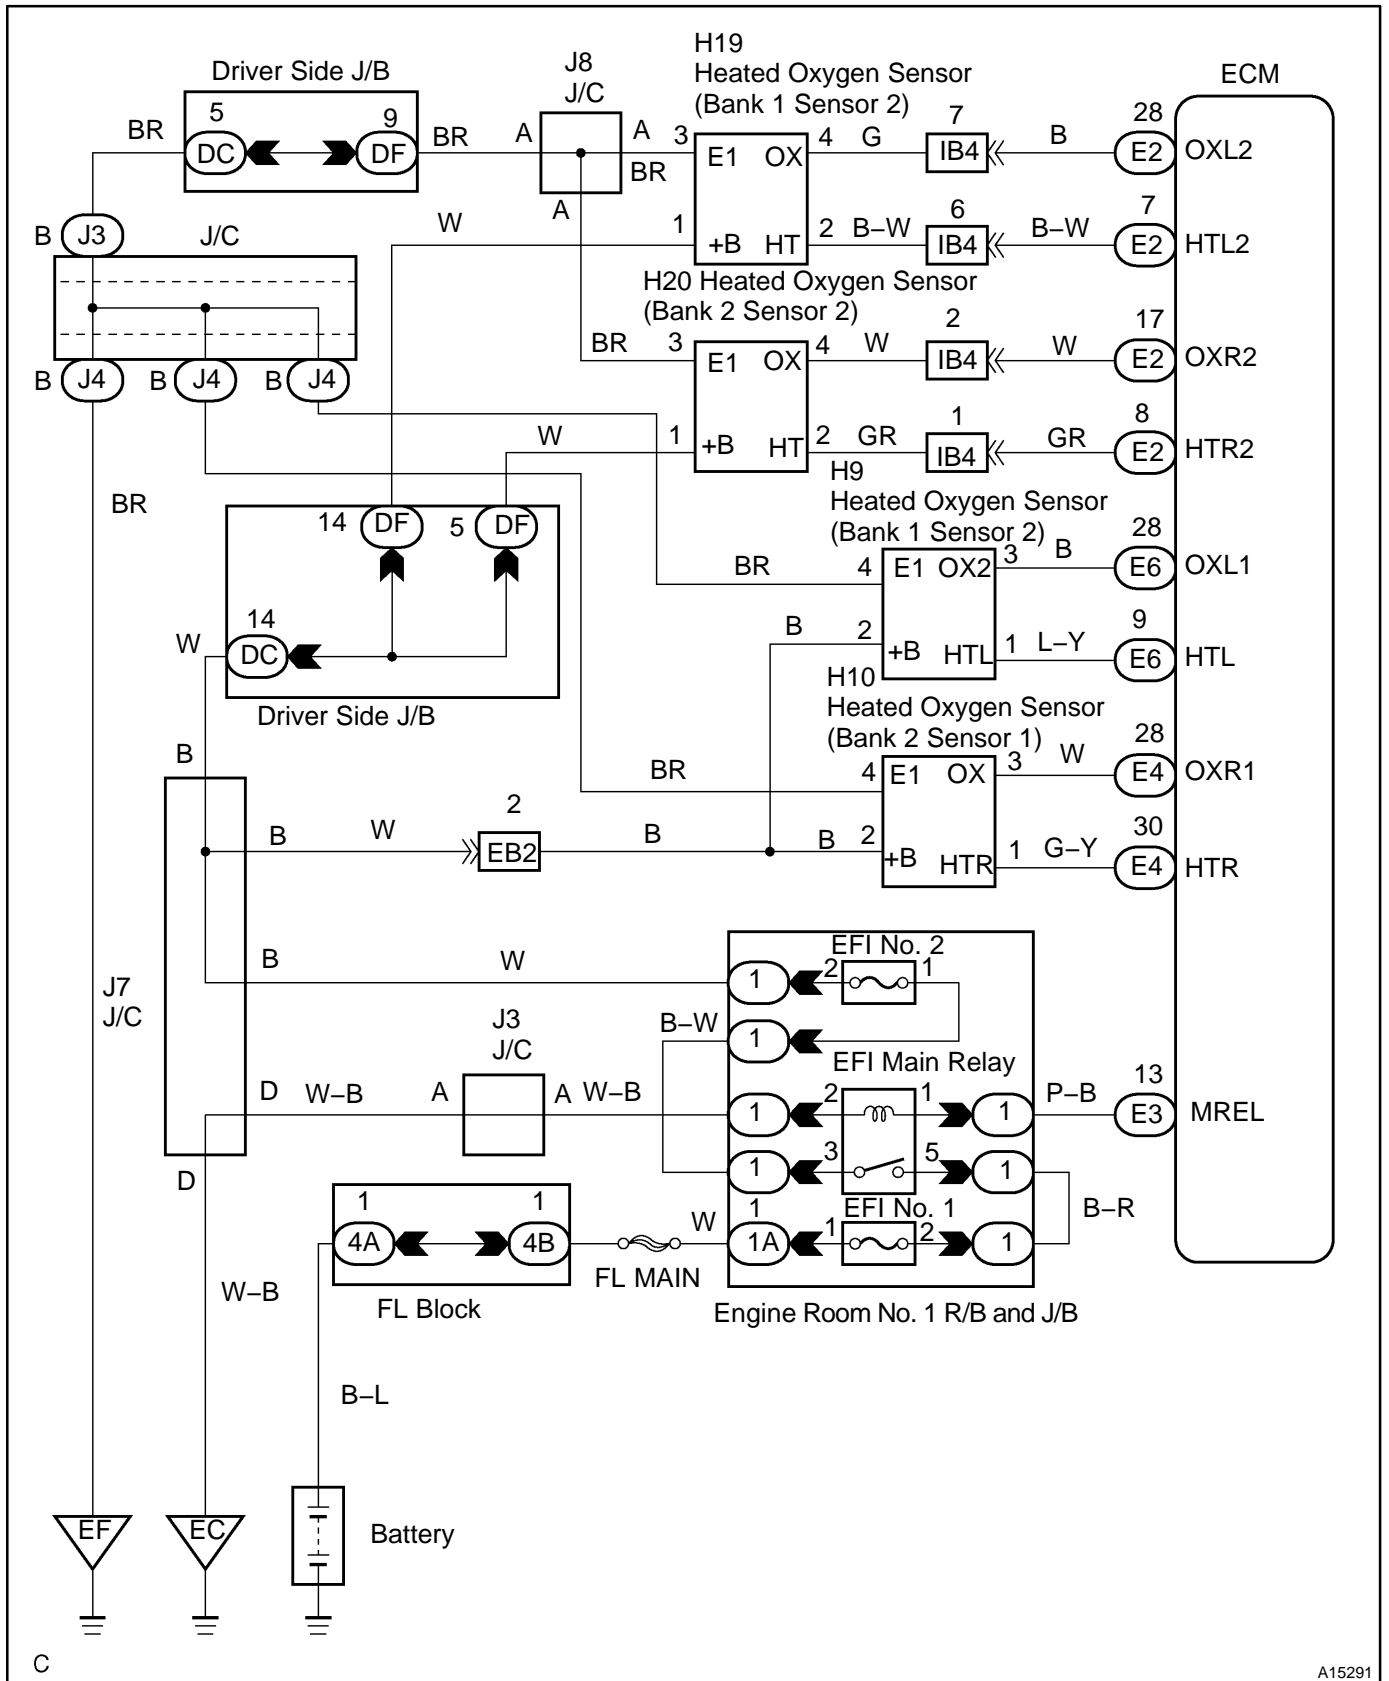 H19
Heated Oxygen Sensor
(Bank 1 Sensor 2)
ECM
Driver Side J/B
J8
J/C
BR
5
DC
9
DF
BR
A
A
BR
A
3
E1
OX
4
G
7
IB4
B
28
E2
OXL2
W
1
+B
HT
2
B–W
6
IB4
B–W
7
E2
HTL2
B
J3
J/C
H20 Heated Oxygen Sensor
(Bank 2 Sensor 2)
BR
3
E1
OX
4
W
2
IB4
W
17
E2
OXR2
B
J4
B
J4
B
J4
W
1
+B
HT
2
GR
1
IB4
GR
8
E2
HTR2
BR
14
DF
5
DF
H9
Heated Oxygen Sensor
(Bank 1 Sensor 2)
BR
4
E1
OX2
3
B
28
E6
OXL1
W
14
DC
B
2
+B
HTL
1
L–Y
9
E6
HTL
Driver Side J/B
H10
Heated Oxygen Sensor
(Bank 2 Sensor 1)
B
BR
4
E1
OX
3
W
28
E4
OXR1
B
W
2
EB2
B
B
2
+B
HTR
1
G–Y
30
E4
HTR
J7
J/C
B
W
1
2
EFI No. 2
1
J3
J/C
B–W
1
EFI Main Relay
D
W–B
A
A
W–B
1
2
1
1
P–B
13
E3
MREL
D
1
3
5
1
B–R
1
4A
1
4B
FL MAIN
W
1
1A
1
EFI No. 1
2
1
W–B
FL Block
Engine Room No. 1 R/B and J/B
B–L
EF
EC
Battery
C
A15291